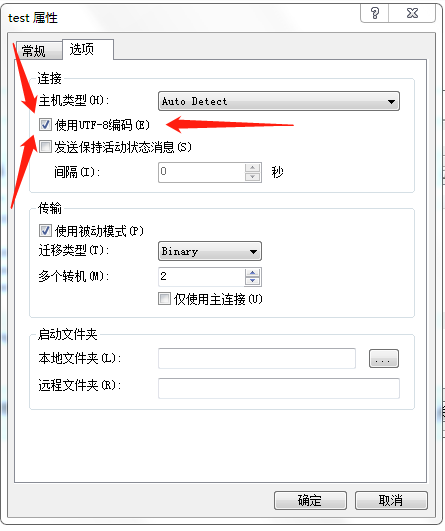 test 属性
常规 选项
连接
主机类型(H): Auto Detect
使用UTF-8编码(E)
发送保持活动状态消息(S)
间隔(I): 0 秒
传输
使用被动模式(P)
迁移类型(T): Binary
多个转机(M): 2
仅使用主连接(U)
启动文件夹
本地文件夹(L): ...
远程文件夹(R):
确定 取消